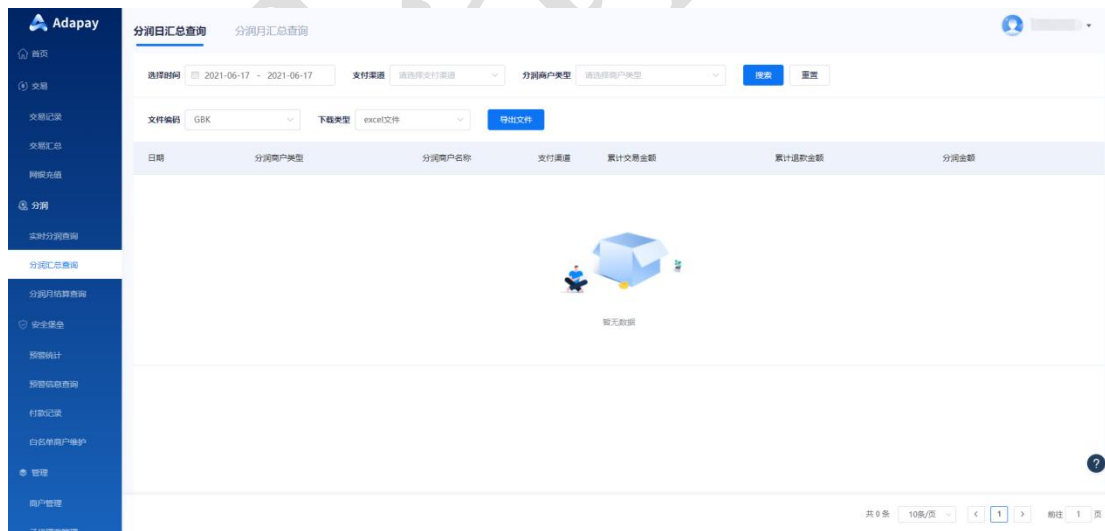 Adapay
分润日汇总查询 分润月汇总查询
首页
选择时间 2021-06-17 - 2021-06-17 支付渠道 请选择支付渠道 分润商户类型 请选择商户类型 搜索 重置
交易
交易记录
文件编码 GBK 下载类型 excel文件 导出文件
交易汇总
日期 分润商户类型 分润商户名称 支付渠道 累计交易金额 累计退款金额 分润金额
网银充值
分润
实时分润查询
分润汇总查询
分润月结算查询
安全堡垒
暂无数据
预警统计
预警信息查询
付款记录
白名单商户维护
?
管理
商户管理
共 0 条 10条/页 < 1 > 前往 1 页